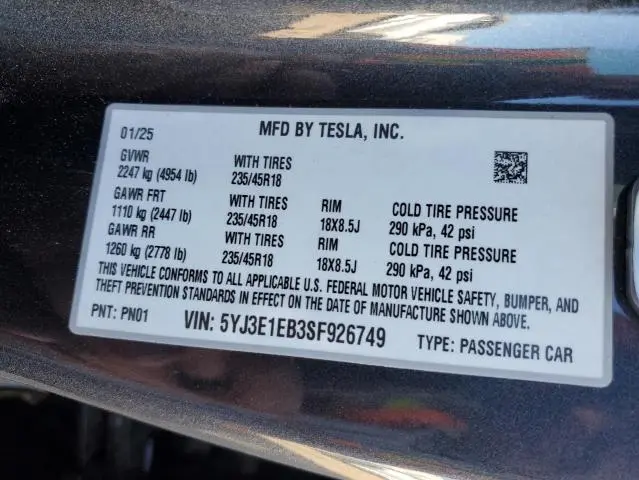 01/25 MFD BY TESLA, INC.
GVWR WITH TIRES
2247 kg (4954 lb) 235/45R18
GAWR FRT WITH TIRES RIM COLD TIRE PRESSURE
1110 kg (2447 lb) 235/45R18 18X8.5J 290 kPa, 42 psi
GAWR RR WITH TIRES RIM COLD TIRE PRESSURE
1260 kg (2778 lb) 235/45R18 18X8.5J 290 kPa, 42 psi
THIS VEHICLE CONFORMS TO ALL APPLICABLE U.S. FEDERAL MOTOR VEHICLE SAFETY, BUMPER, AND
THEFT PREVENTION STANDARDS IN EFFECT ON THE DATE OF MANUFACTURE SHOWN ABOVE.
PNT: PN01 VIN: 5YJ3E1EB3SF926749 TYPE: PASSENGER CAR